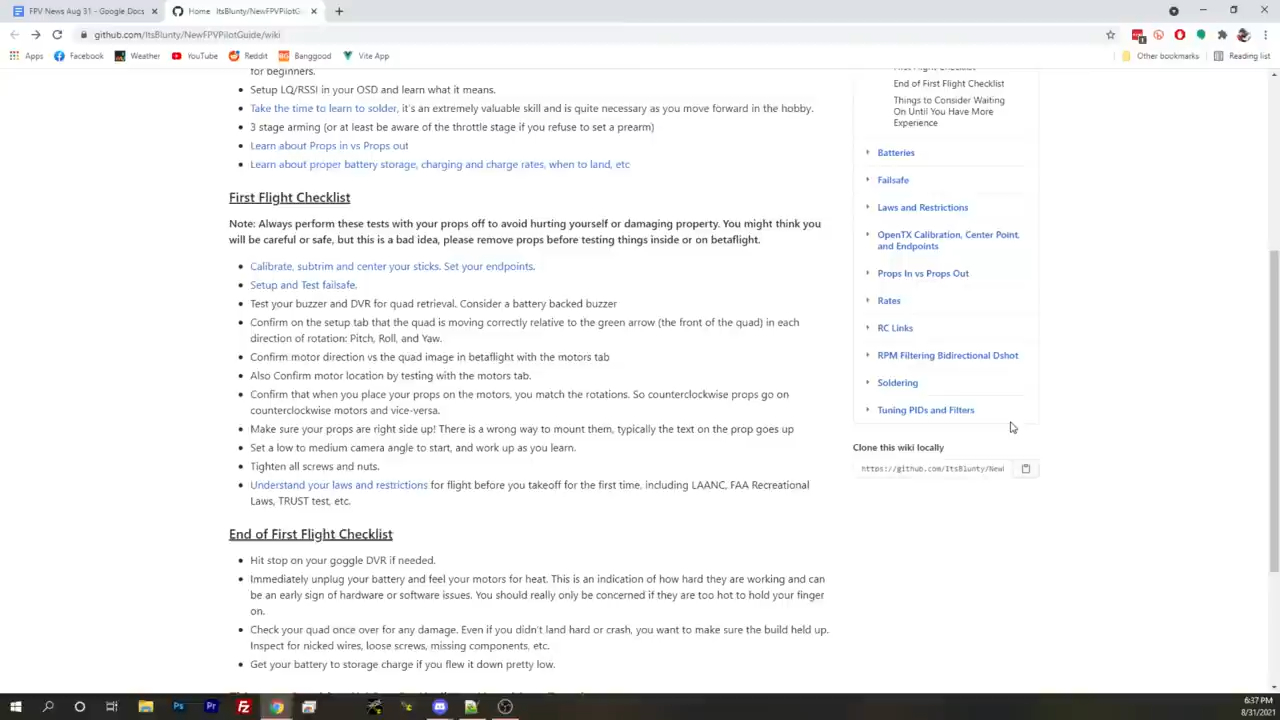 FPV News Aug 31 - Google Docs
Home · ItsBlunty/NewFPVPilotGui
github.com/ItsBlunty/NewFPVPilotGuide/wiki
Apps
Facebook
Weather
YouTube
Reddit
BG Banggood
Vite App
Other bookmarks
Reading list
for beginners.
Setup LQ/RSSI in your OSD and learn what it means.
Take the time to learn to solder, it's an extremely valuable skill and is quite necessary as you move forward in the hobby.
3 stage arming (or at least be aware of the throttle stage if you refuse to set a prearm)
Learn about Props in vs Props out
Learn about proper battery storage, charging and charge rates, when to land, etc
First Flight Checklist
Note: Always perform these tests with your props off to avoid hurting yourself or damaging property. You might think you
will be careful or safe, but this is a bad idea, please remove props before testing things inside or on betaflight.
Calibrate, subtrim and center your sticks. Set your endpoints.
Setup and Test failsafe.
Test your buzzer and DVR for quad retrieval. Consider a battery backed buzzer
Confirm on the setup tab that the quad is moving correctly relative to the green arrow (the front of the quad) in each
direction of rotation: Pitch, Roll, and Yaw.
Confirm motor direction vs the quad image in betaflight with the motors tab
Also Confirm motor location by testing with the motors tab.
Confirm that when you place your props on the motors, you match the rotations. So counterclockwise props go on
counterclockwise motors and vice-versa.
Make sure your props are right side up! There is a wrong way to mount them, typically the text on the prop goes up
Set a low to medium camera angle to start, and work up as you learn.
Tighten all screws and nuts.
Understand your laws and restrictions for flight before you takeoff for the first time, including LAANC, FAA Recreational
Laws, TRUST test, etc.
End of First Flight Checklist
Hit stop on your goggle DVR if needed.
Immediately unplug your battery and feel your motors for heat. This is an indication of how hard they are working and can
be an early sign of hardware or software issues. You should really only be concerned if they are too hot to hold your finger
on.
Check your quad once over for any damage. Even if you didn't land hard or crash, you want to make sure the build held up.
Inspect for nicked wires, loose screws, missing components, etc.
Get your battery to storage charge if you flew it down pretty low.
First Flight Checklist
End of First Flight Checklist
Things to Consider Waiting
On Until You Have More
Experience
Batteries
Failsafe
Laws and Restrictions
OpenTX Calibration, Center Point,
and Endpoints
Props In vs Props Out
Rates
RC Links
RPM Filtering Bidirectional Dshot
Soldering
Tuning PIDs and Filters
Clone this wiki locally
https://github.com/ItsBlunty/New
Ps
Pr
Fz
6:37 PM
8/31/2021